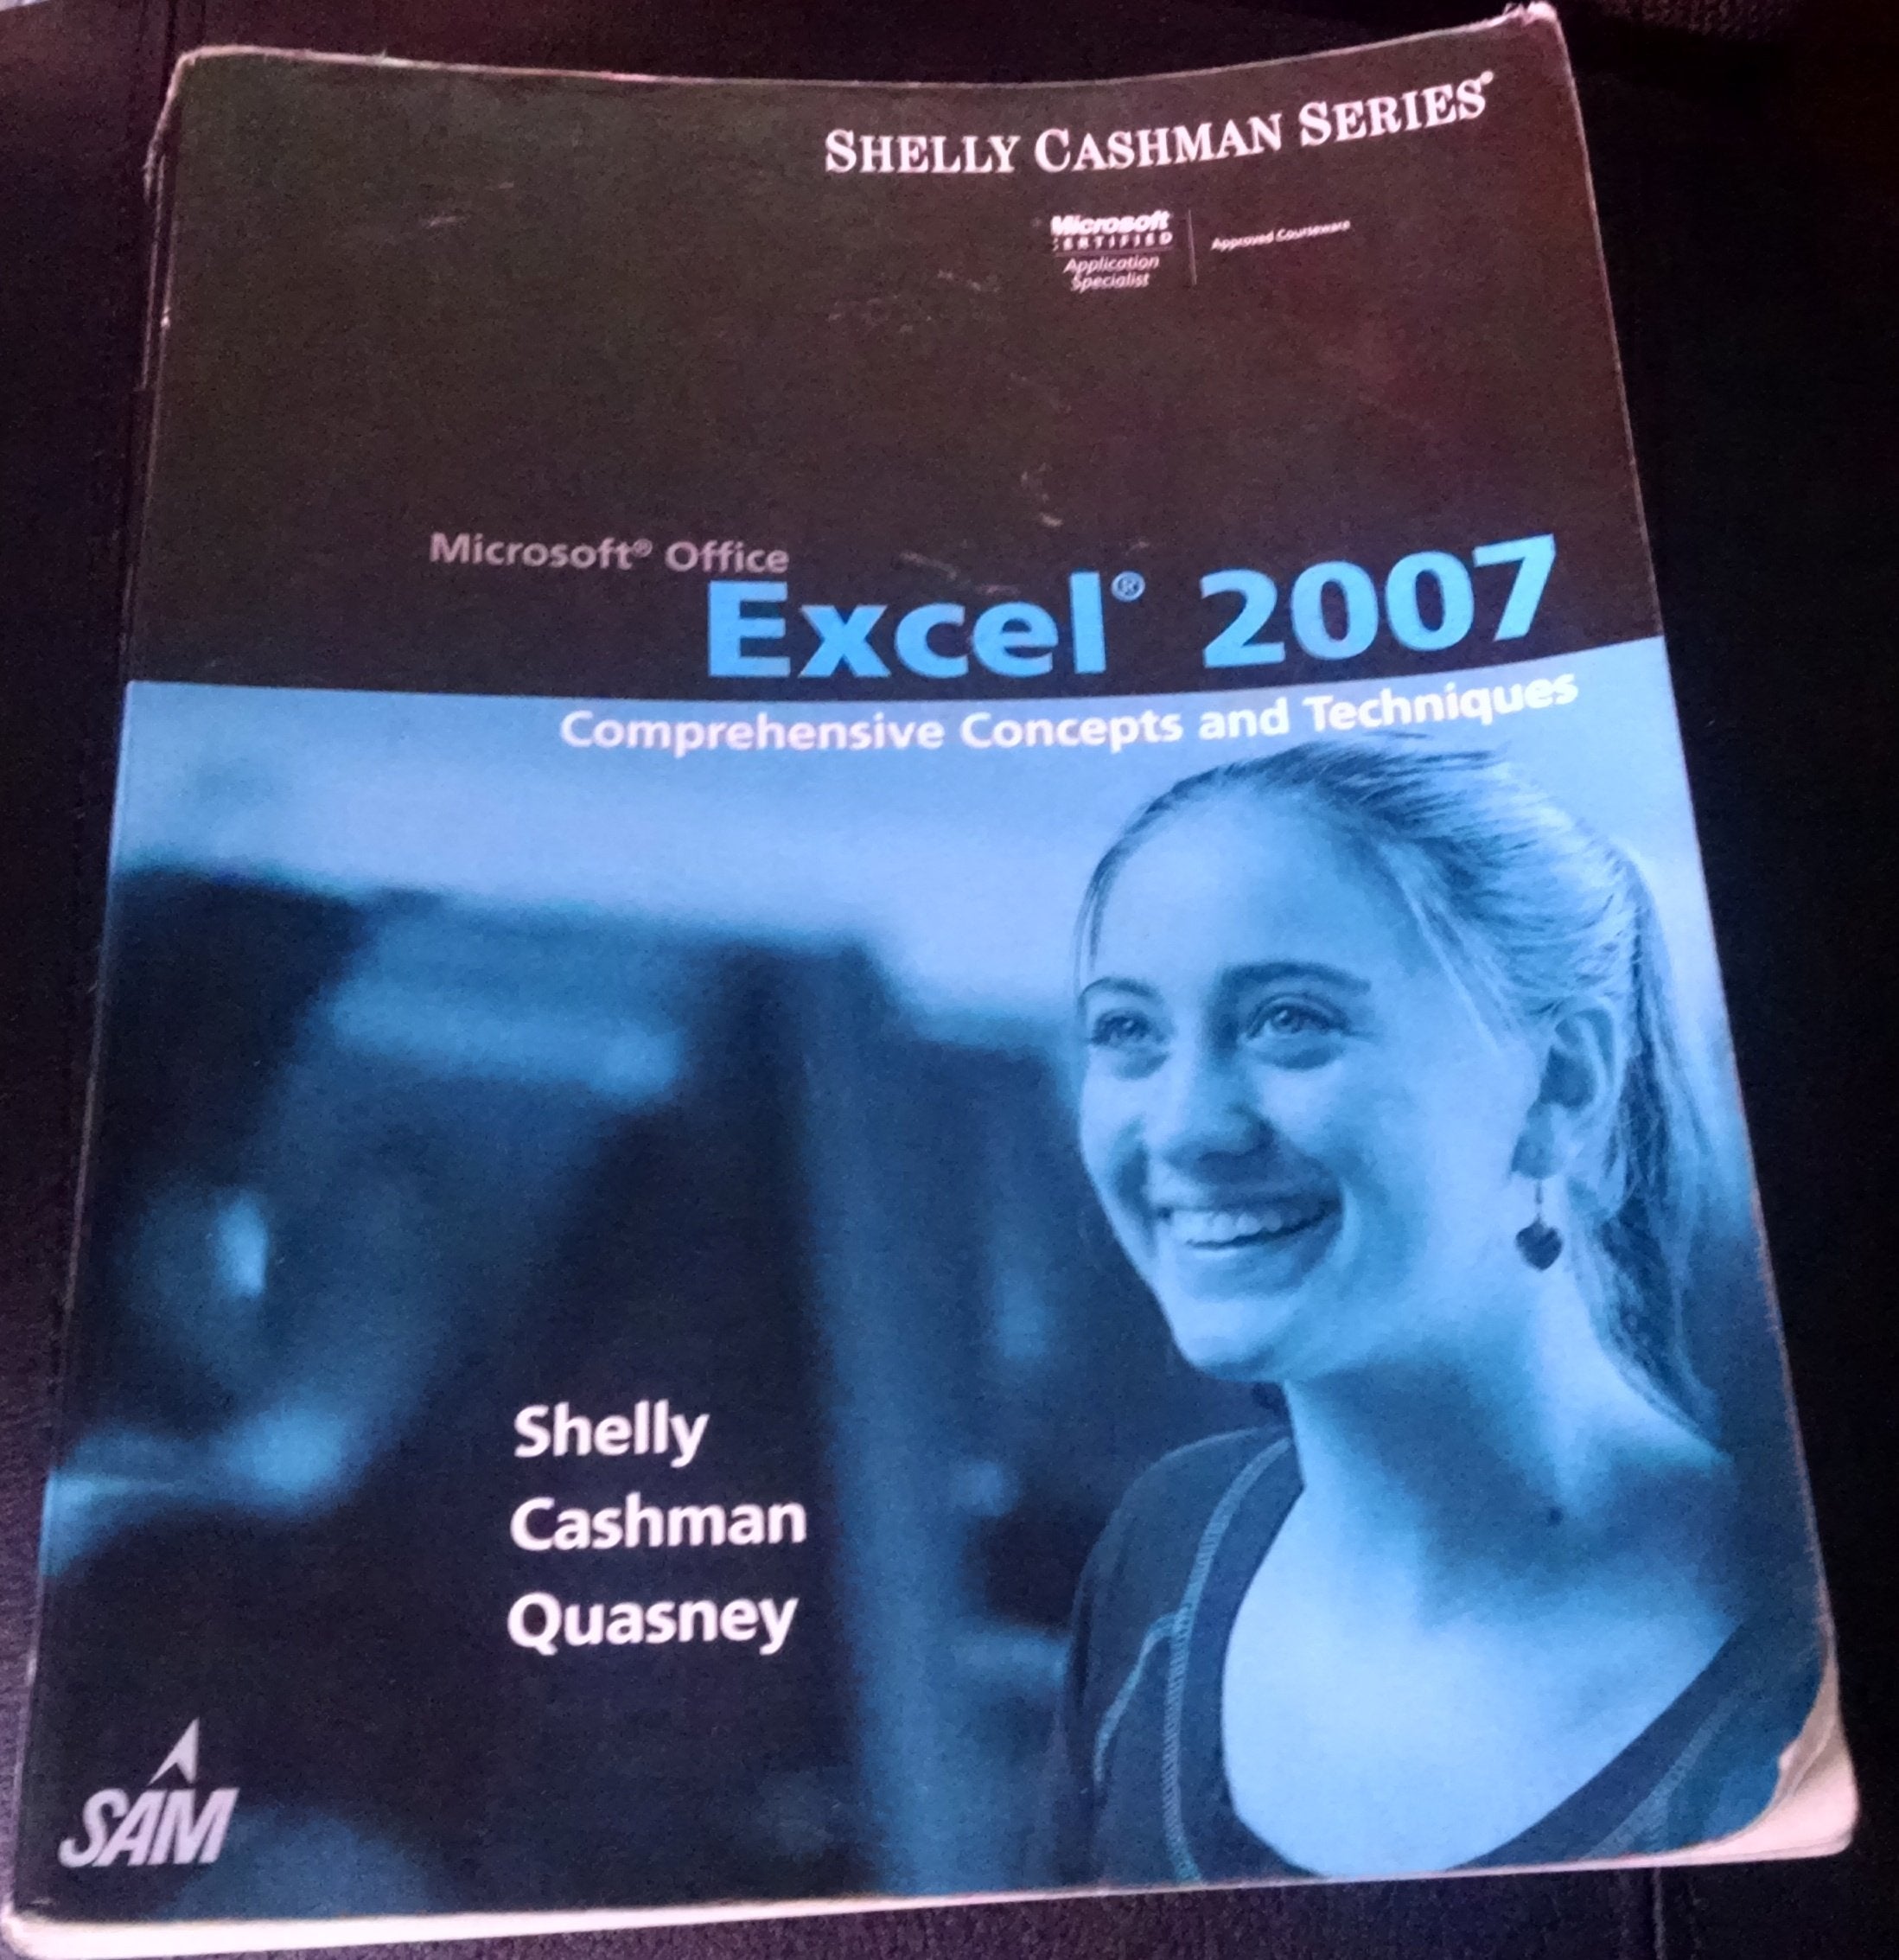 SHELLY CASHMAN SERIES®
Microsoft
CERTIFIED
Application
Specialist
Approved Courseware
Microsoft® Office
Excel® 2007
Comprehensive Concepts and Techniques
Shelly
Cashman
Quasney
SAM